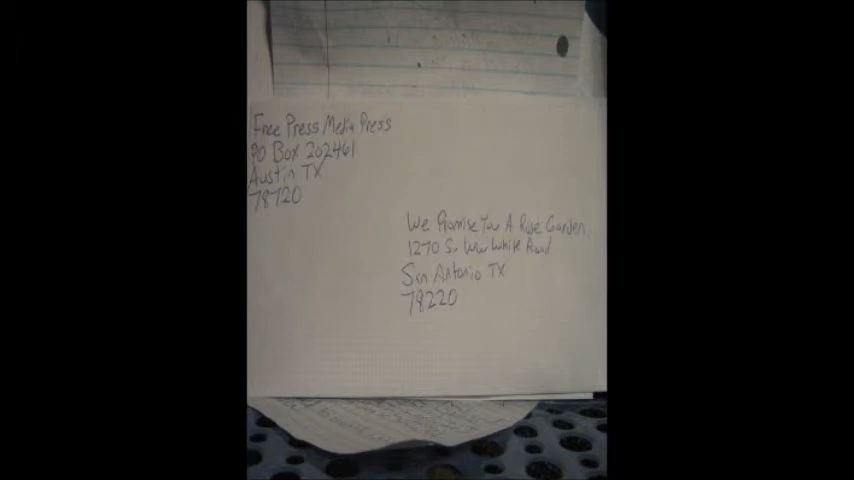 Free Press Media Press
PO Box 202461
Austin TX
78720
We Promise You A Rose Garden
1270 S. WW White Road
San Antonio TX
78220